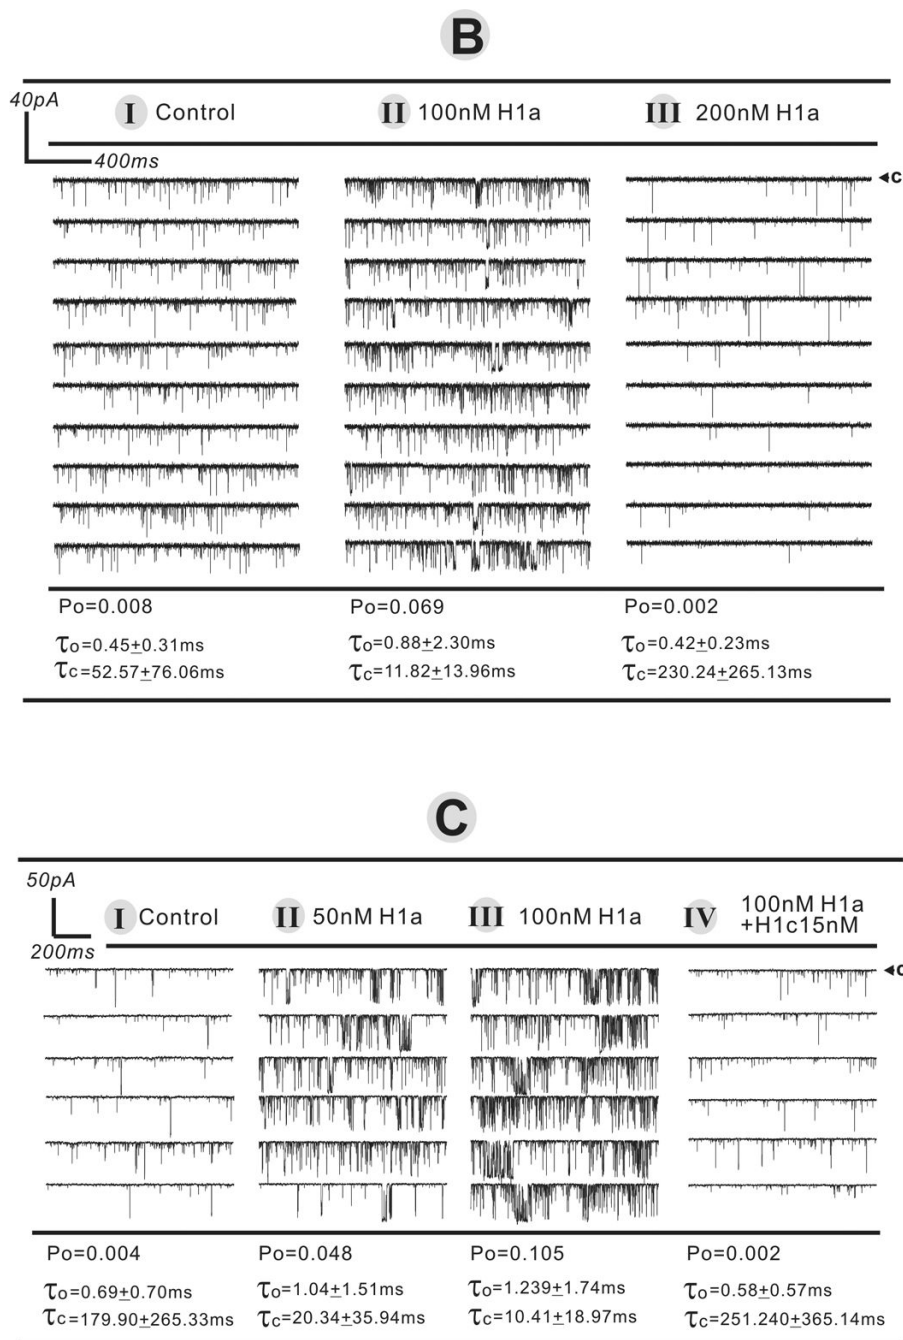 B
40pA
I Control
II 100nM H1a
III 200nM H1a
400ms
c
Po=0.008
Po=0.069
Po=0.002
τo=0.45±0.31ms
τo=0.88±2.30ms
τo=0.42±0.23ms
τc=52.57±76.06ms
τc=11.82±13.96ms
τc=230.24±265.13ms
C
50pA
200ms
I Control
II 50nM H1a
III 100nM H1a
IV 100nM H1a
+H1c15nM
c
Po=0.004
Po=0.048
Po=0.105
Po=0.002
τo=0.69±0.70ms
τo=1.04±1.51ms
τo=1.239±1.74ms
τo=0.58±0.57ms
τc=179.90±265.33ms
τc=20.34±35.94ms
τc=10.41±18.97ms
τc=251.240±365.14ms